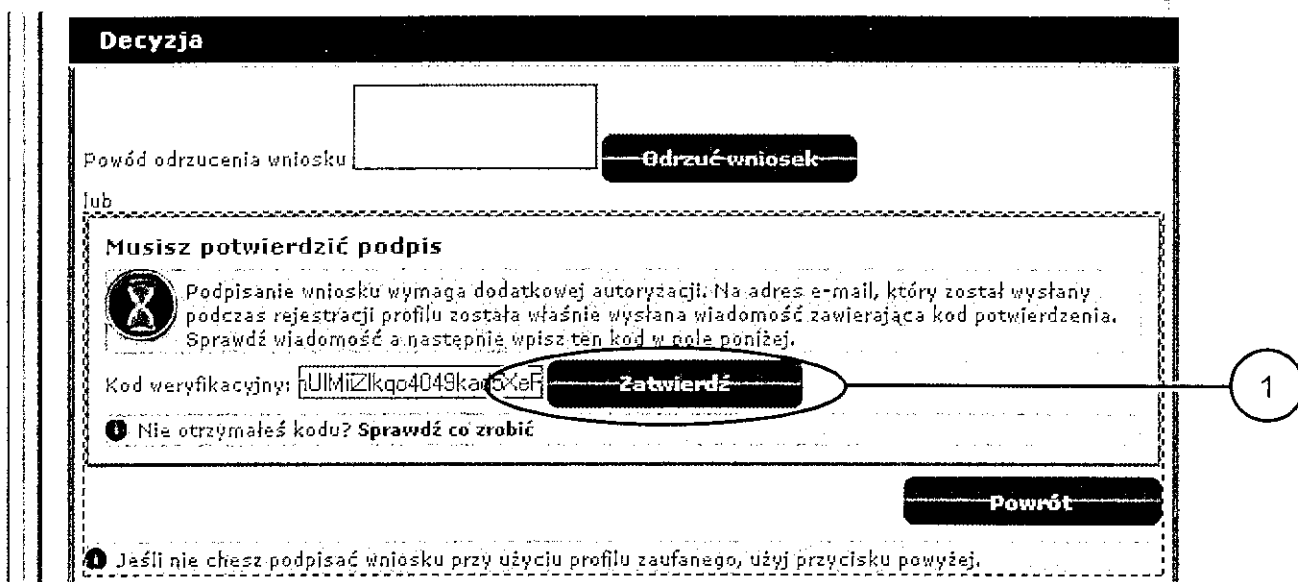 Decyzja
Powód odrzucenia wniosku
Odrzuć wniosek
lub
Musisz potwierdzić podpis
Podpisanie wniosku wymaga dodatkowej autoryzacji. Na adres e-mail, który został wysłany
podczas rejestracji profilu została właśnie wysłana wiadomość zawierająca kod potwierdzenia.
Sprawdź wiadomość a następnie wpisz ten kod w pole poniżej.
Kod weryfikacyjny:
Zatwierdź
1
Nie otrzymałeś kodu? Sprawdź co zrobić
Powrót
Jeśli nie chesz podpisać wniosku przy użyciu profilu zaufanego, użyj przycisku powyżej.